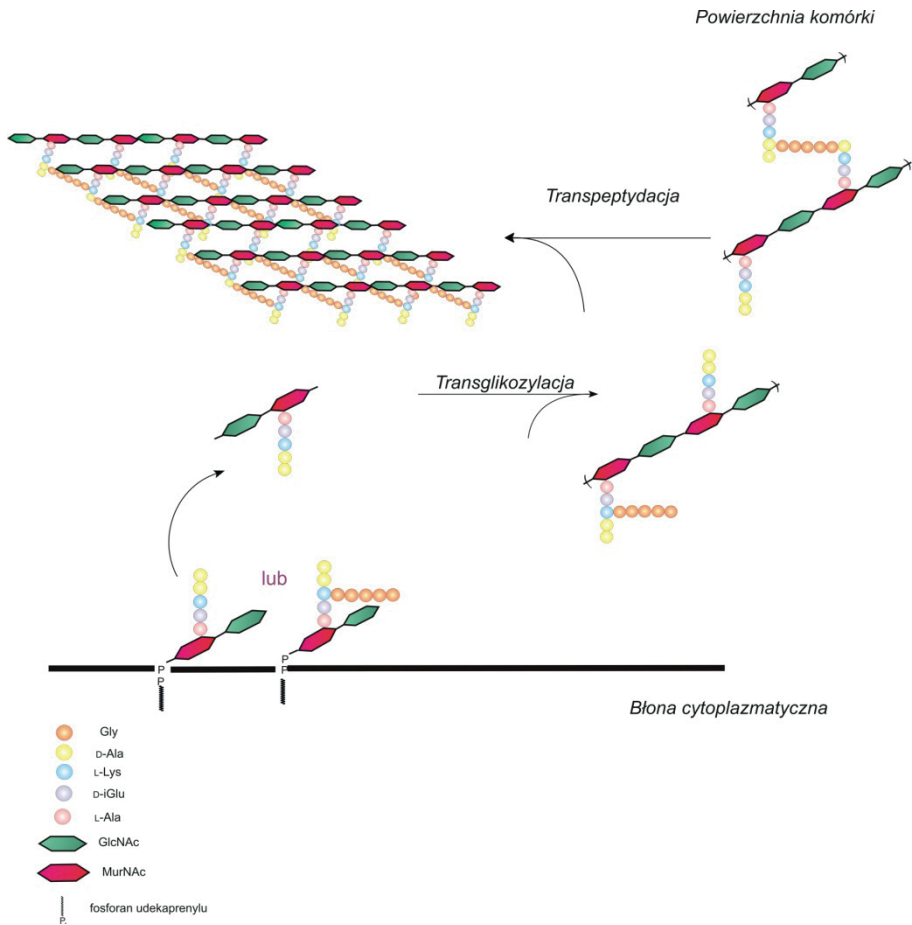 Powierzchnia komórki
Transpeptydacja
Transglikozylacja
lub
P
P
P
P
Błona cytoplazmatyczna
Gly
D-Ala
L-Lys
D-iGlu
L-Ala
GlcNAc
MurNAc
fosforan udekaprenylu
P.